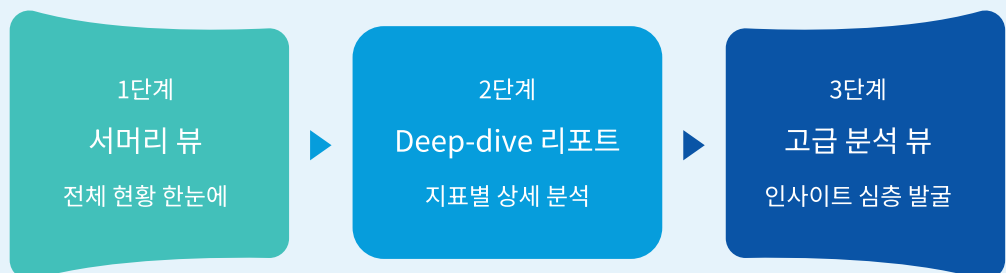 1단계
서머리 뷰
전체 현황 한눈에
2단계
Deep-dive 리포트
지표별 상세 분석
3단계
고급 분석 뷰
인사이트 심층 발굴